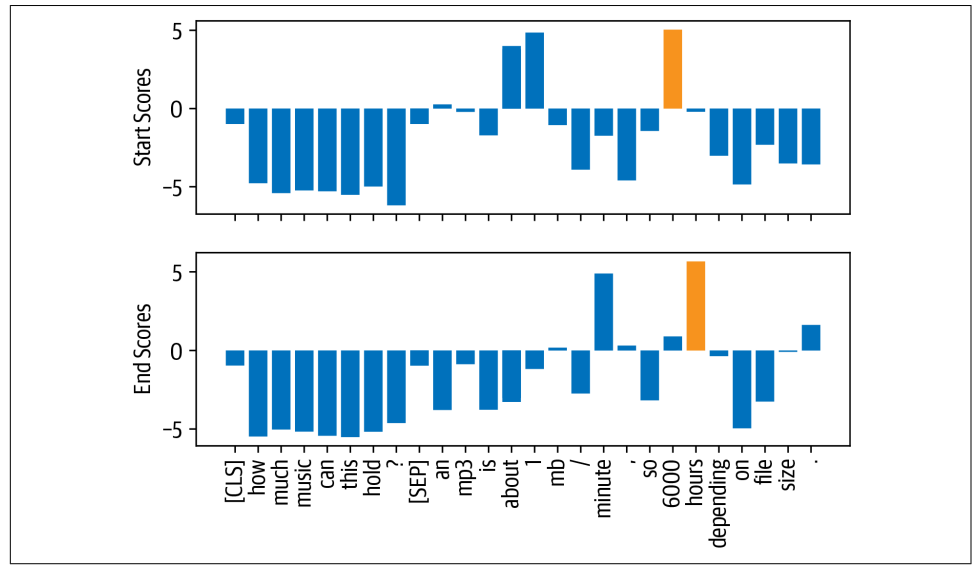 5
0
−5
Start Scores
5
0
−5
End Scores
[CLS]
how
much
music
can
this
hold
?
[SEP]
an
mp3
is
about
1
mb
/
minute
,
so
6000
hours
depending
on
file
size
.